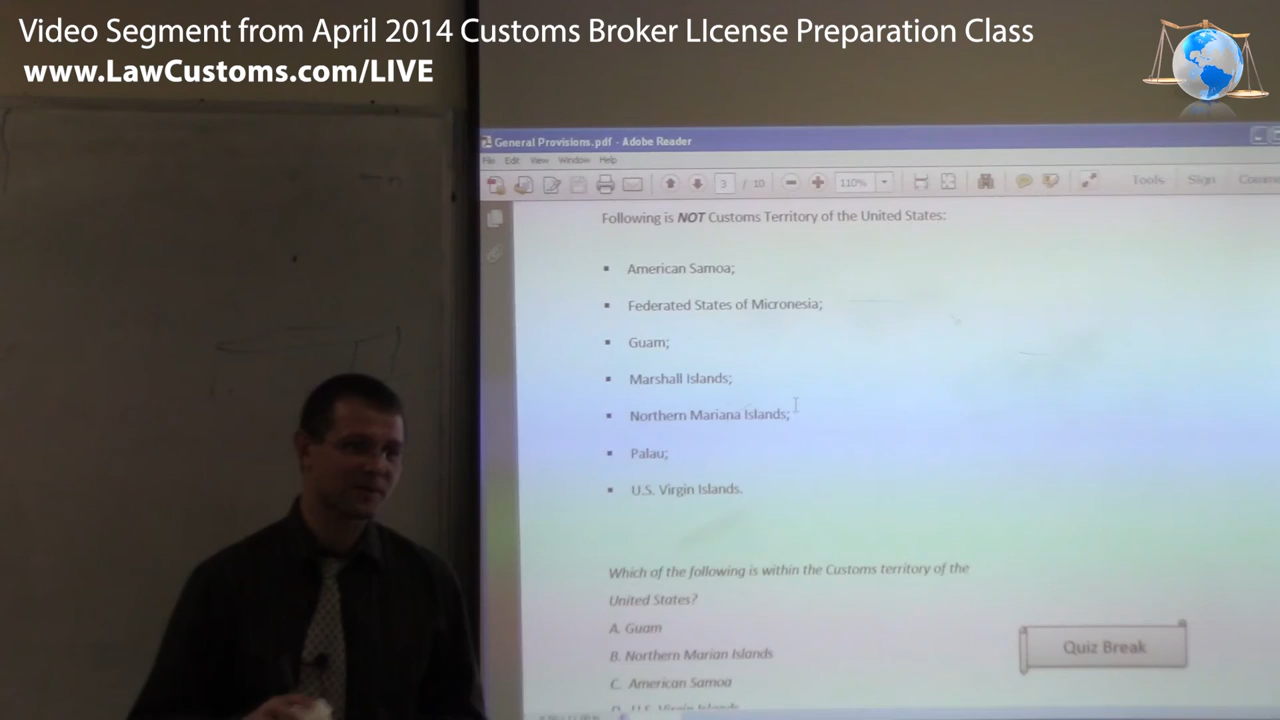 Video Segment from April 2014 Customs Broker LIcense Preparation Class
www.LawCustoms.com/LIVE
General Provisions.pdf - Adobe Reader
File Edit View Window Help
3 / 10 110% Tools Sign
Following is NOT Customs Territory of the United States:
▪ American Samoa;
▪ Federated States of Micronesia;
▪ Guam;
▪ Marshall Islands;
▪ Northern Mariana Islands;
▪ Palau;
▪ U.S. Virgin Islands.
Which of the following is within the Customs territory of the
United States?
A. Guam
B. Northern Marian Islands
C. American Samoa
D. U.S. Virgin Islands
Quiz Break